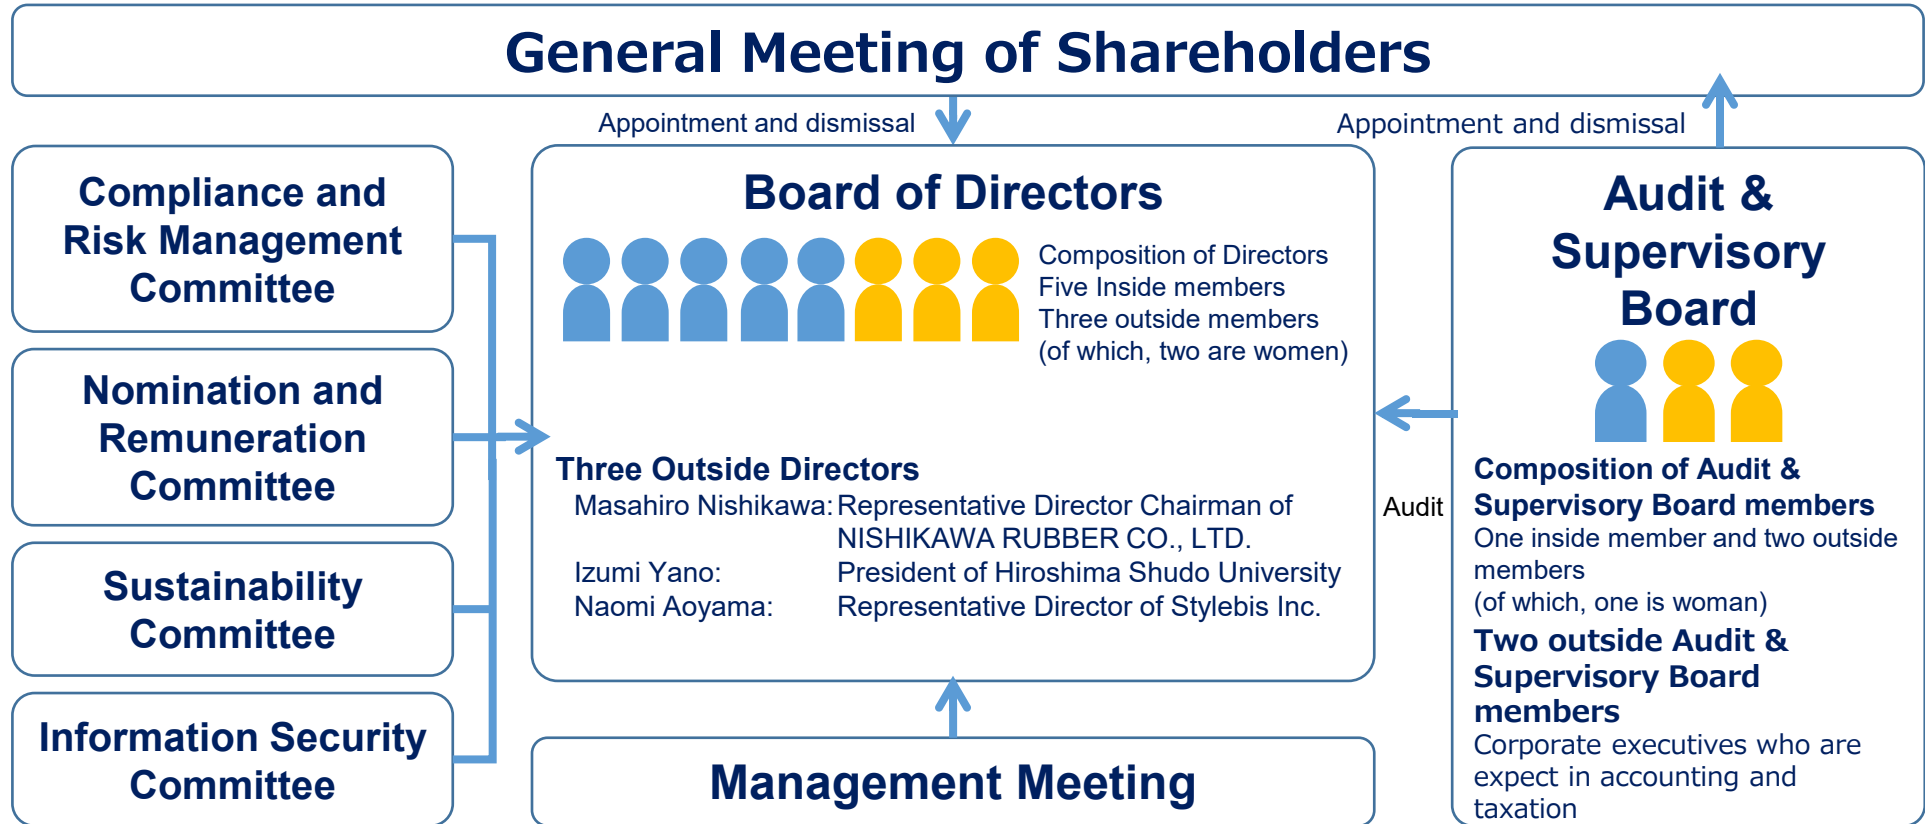 General Meeting of Shareholders
Appointment and dismissal
Appointment and dismissal
Compliance and
Risk Management
Committee
Nomination and
Remuneration
Committee
Sustainability
Committee
Information Security
Committee
Board of Directors
Composition of Directors
Five Inside members
Three outside members
(of which, two are women)
Three Outside Directors
Masahiro Nishikawa: Representative Director Chairman of
NISHIKAWA RUBBER CO., LTD.
Izumi Yano: President of Hiroshima Shudo University
Naomi Aoyama: Representative Director of Stylebis Inc.
Management Meeting
Audit
Audit &
Supervisory
Board
Composition of Audit &
Supervisory Board members
One inside member and two outside
members
(of which, one is woman)
Two outside Audit &
Supervisory Board
members
Corporate executives who are
expect in accounting and
taxation